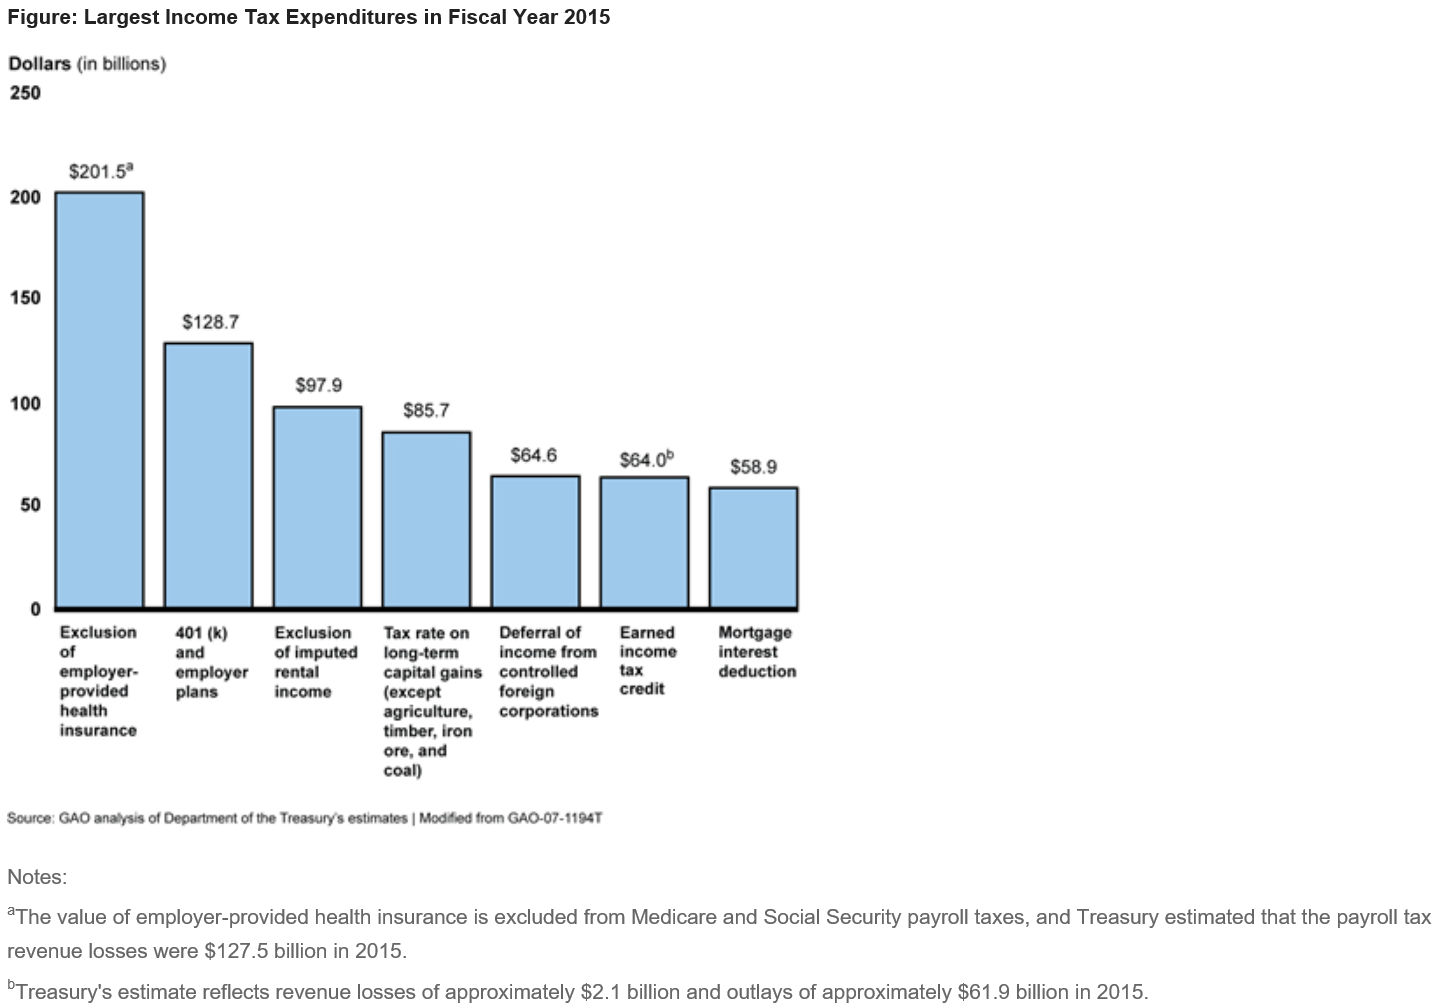 Figure: Largest Income Tax Expenditures in Fiscal Year 2015
Dollars (in billions)
250
200
150
100
50
0
$201.5a
$128.7
$97.9
$85.7
$64.6
$64.0b
$58.9
Exclusion
of
employer-
provided
health
insurance
401 (k)
and
employer
plans
Exclusion
of imputed
rental
income
Tax rate on
long-term
capital gains
(except
agriculture,
timber, iron
ore, and
coal)
Deferral of
income from
controlled
foreign
corporations
Earned
income
tax
credit
Mortgage
interest
deduction
Source: GAO analysis of Department of the Treasury's estimates | Modified from GAO-07-1194T
Notes:
aThe value of employer-provided health insurance is excluded from Medicare and Social Security payroll taxes, and Treasury estimated that the payroll tax
revenue losses were $127.5 billion in 2015.
bTreasury's estimate reflects revenue losses of approximately $2.1 billion and outlays of approximately $61.9 billion in 2015.